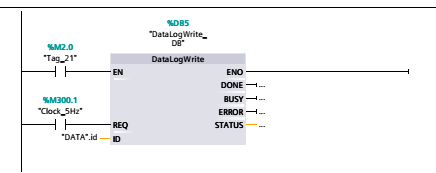 %DB5
"DataLogWrite_
DB"
%M2.0
"Tag_21"
DataLogWrite
EN
ENO
DONE
...
BUSY
...
%M300.1
ERROR
...
"Clock_5Hz"
REQ
STATUS
...
"DATA".id
ID